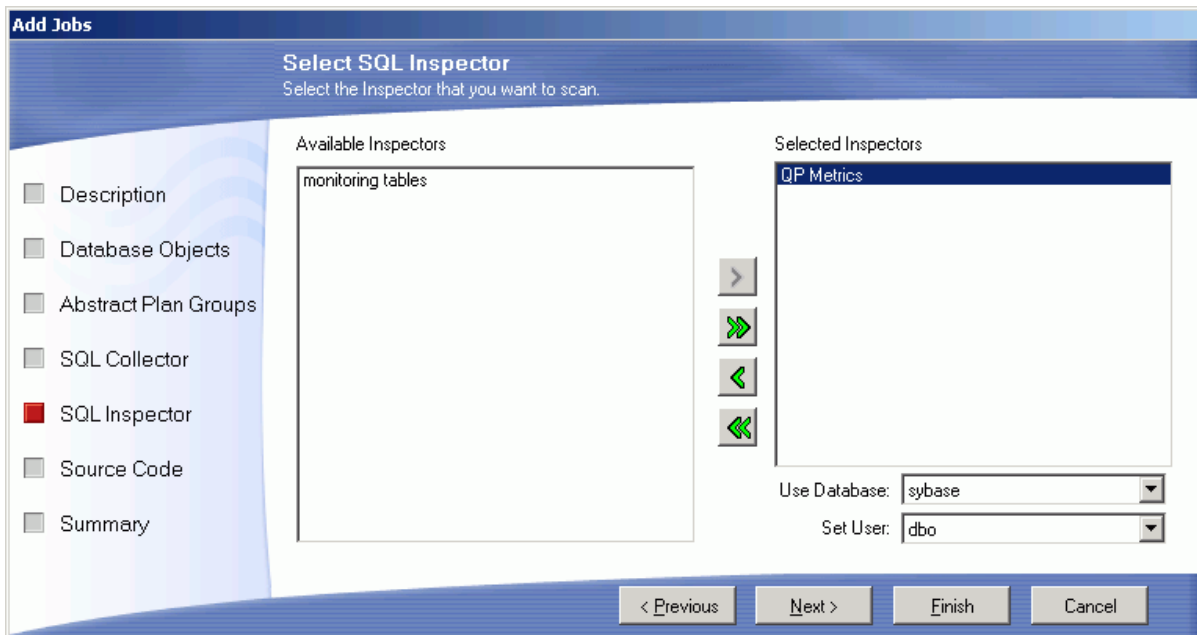 Add Jobs
Select SQL Inspector
Select the Inspector that you want to scan.
Description
Database Objects
Abstract Plan Groups
SQL Collector
SQL Inspector
Source Code
Summary
Available Inspectors
monitoring tables
Selected Inspectors
QP Metrics
Use Database: sybase
Set User: dbo
< Previous Next > Finish Cancel